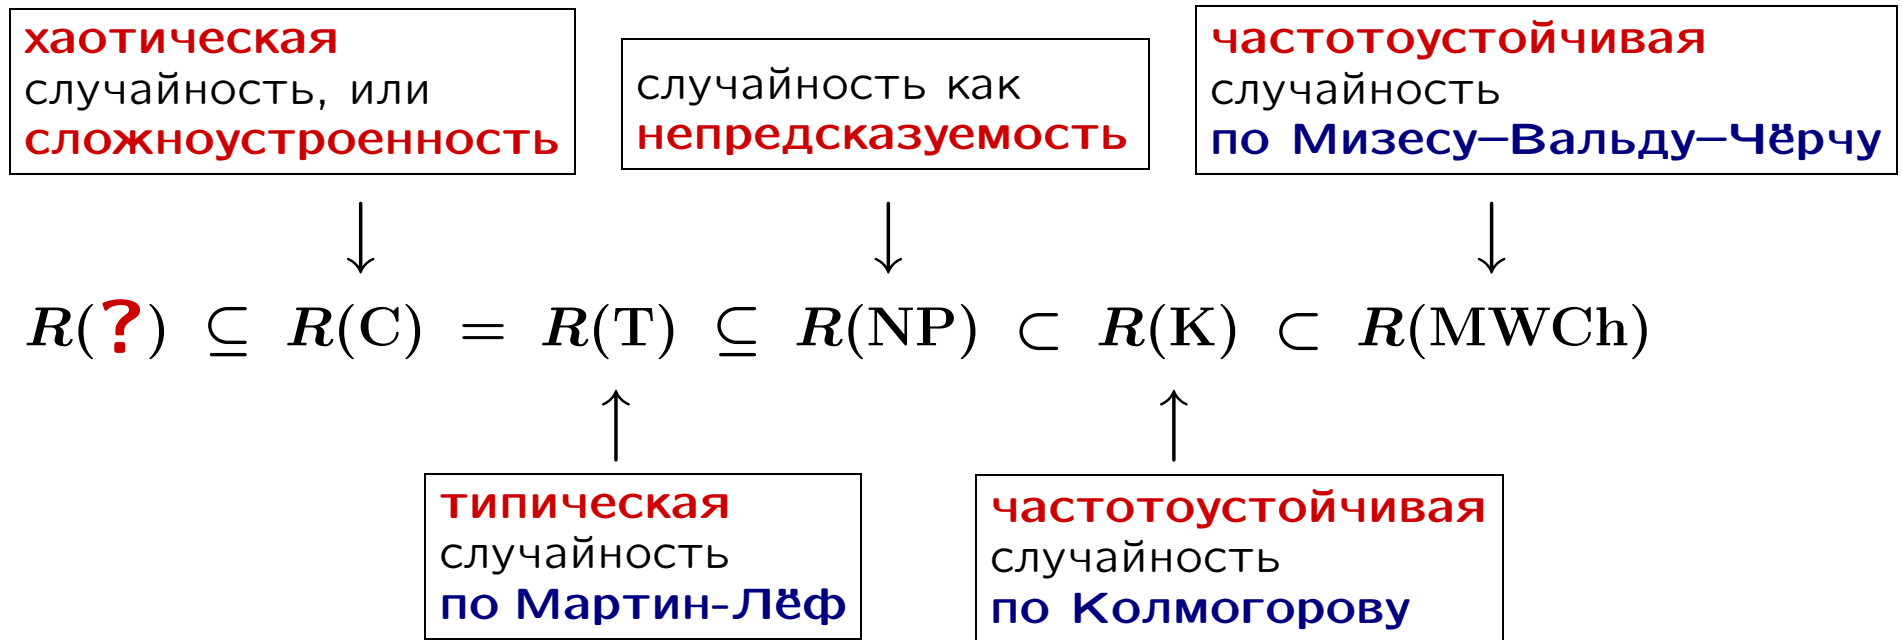 хаотическая
случайность, или
сложноустроенность
случайность как
непредсказуемость
частотоустойчивая
случайность
по Мизесу–Вальду–Чёрчу
R(?) ⊆ R(C) = R(T) ⊆ R(NP) ⊂ R(K) ⊂ R(MWCh)
типическая
случайность
по Мартин-Лёф
частотоустойчивая
случайность
по Колмогорову